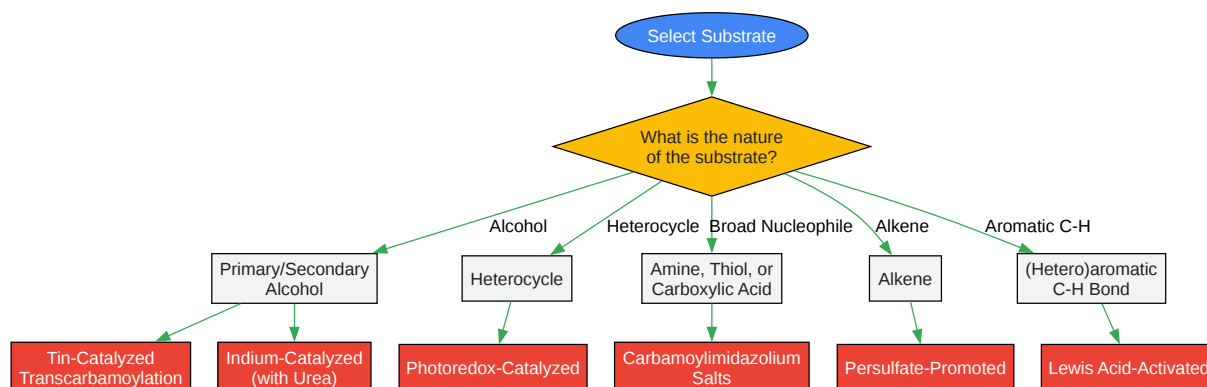 Select Substrate
What is the nature
of the substrate?
Alcohol
Heterocycle
Broad Nucleophile
Alkene
Aromatic C-H
Primary/Secondary
Alcohol
Heterocycle
Amine, Thiol, or
Carboxylic Acid
Alkene
(Hetero)aromatic
C-H Bond
Tin-Catalyzed
Transcarbamoylation
Indium-Catalyzed
(with Urea)
Photoredox-Catalyzed
Carbamoylimidazolium
Salts
Persulfate-Promoted
Lewis Acid-Activated